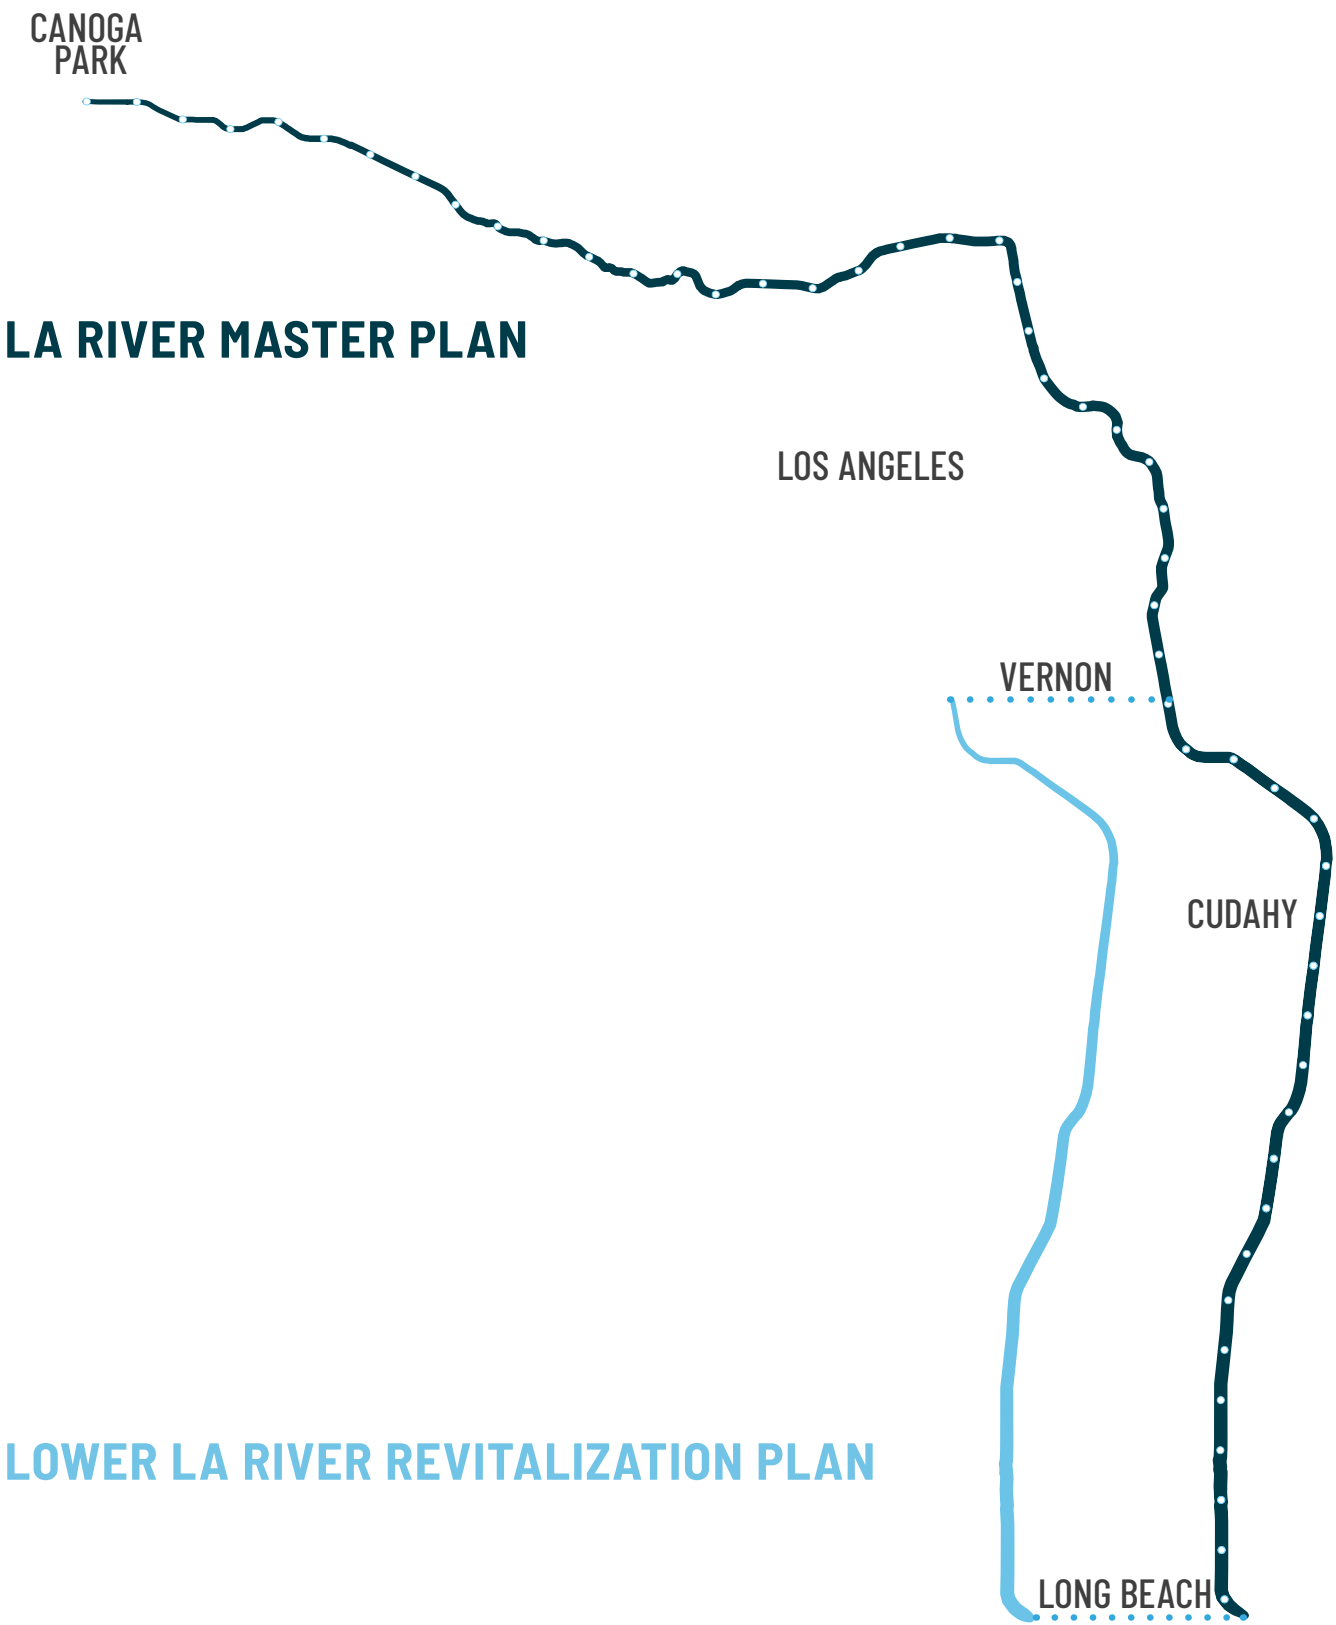 CANOGA
PARK
LA RIVER MASTER PLAN
LOS ANGELES
VERNON
CUDAHY
LOWER LA RIVER REVITALIZATION PLAN
LONG BEACH